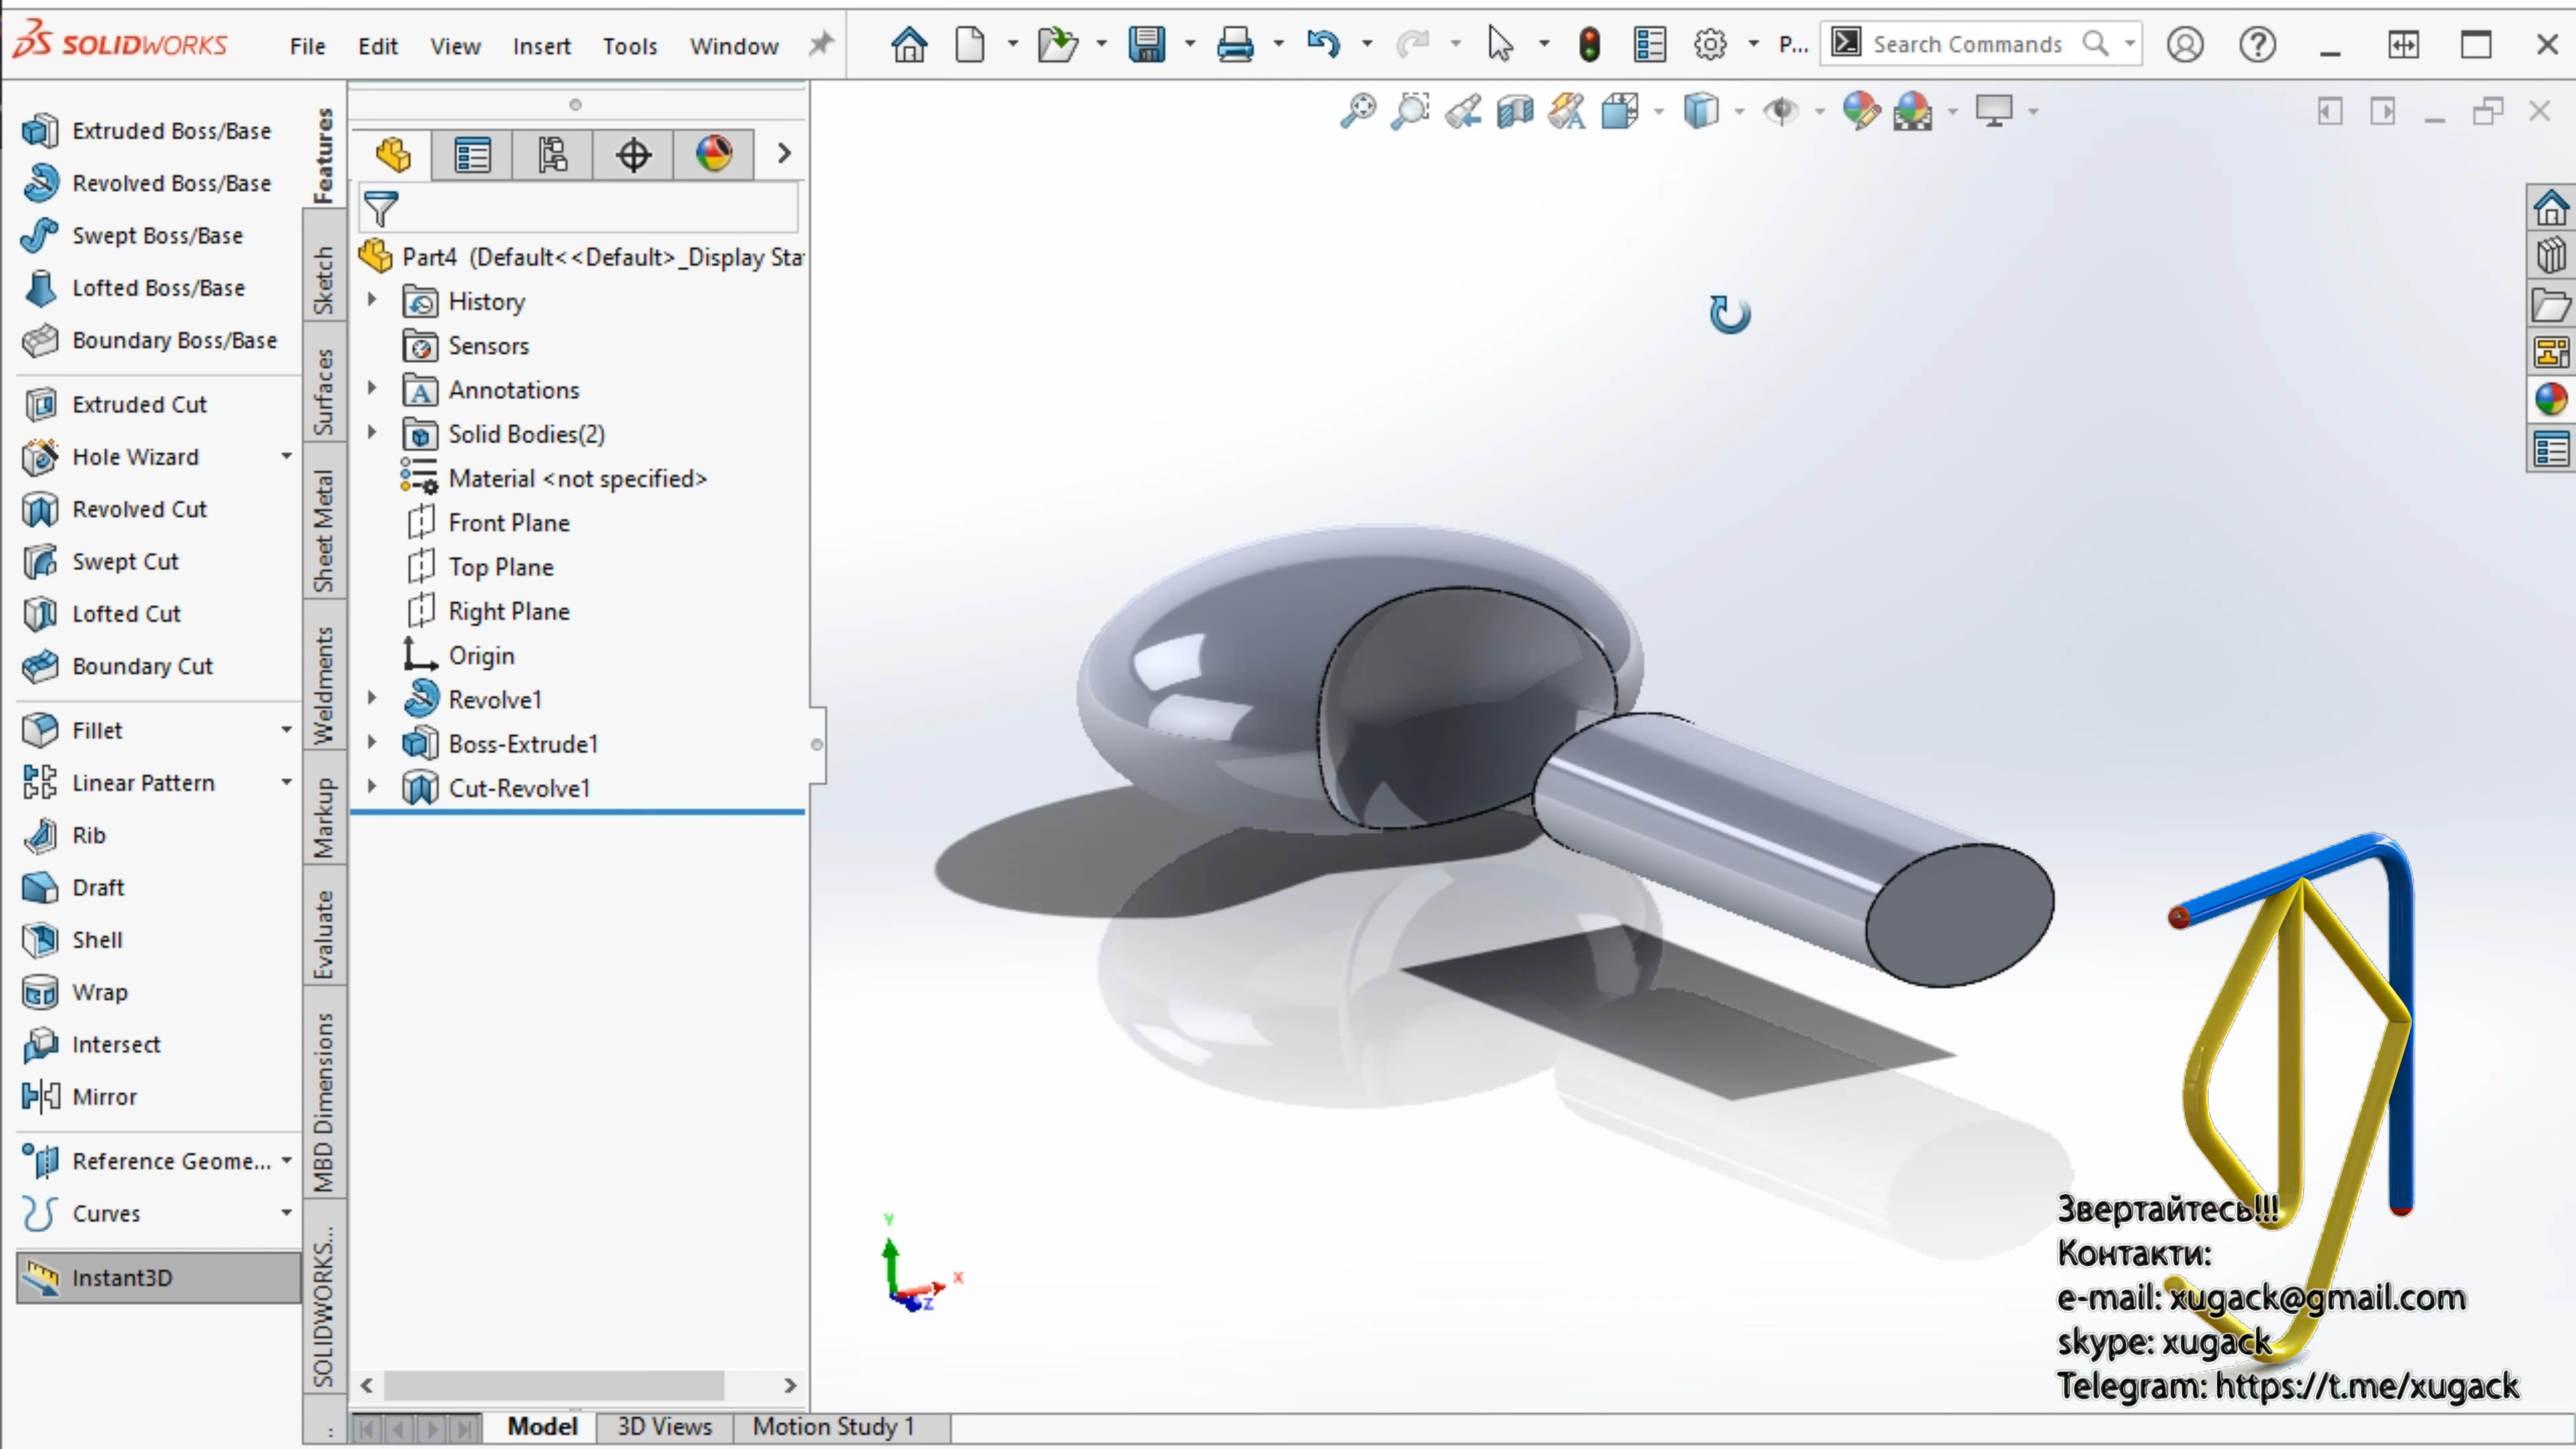 SOLIDWORKS File Edit View Insert Tools Window P... Search Commands
Extruded Boss/Base
Revolved Boss/Base
Swept Boss/Base
Lofted Boss/Base
Boundary Boss/Base
Extruded Cut
Hole Wizard
Revolved Cut
Swept Cut
Lofted Cut
Boundary Cut
Fillet
Linear Pattern
Rib
Draft
Shell
Wrap
Intersect
Mirror
Reference Geome...
Curves
Instant3D
Features
Sketch
Surfaces
Sheet Metal
Weldments
Markup
Evaluate
MBD Dimensions
SOLIDWORKS...
Part4 (Default<<Default>_Display Sta
History
Sensors
Annotations
Solid Bodies(2)
Material <not specified>
Front Plane
Top Plane
Right Plane
Origin
Revolve1
Boss-Extrude1
Cut-Revolve1
Y
X
Z
Звертайтесь!!!
Контакти:
e-mail: xugack@gmail.com
skype: xugack
Telegram: https://t.me/xugack
Model 3D Views Motion Study 1